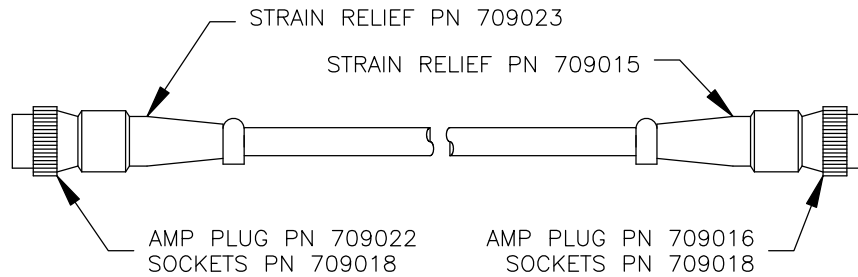 STRAIN RELIEF PN 709023
STRAIN RELIEF PN 709015
AMP PLUG PN 709022
SOCKETS PN 709018
AMP PLUG PN 709016
SOCKETS PN 709018